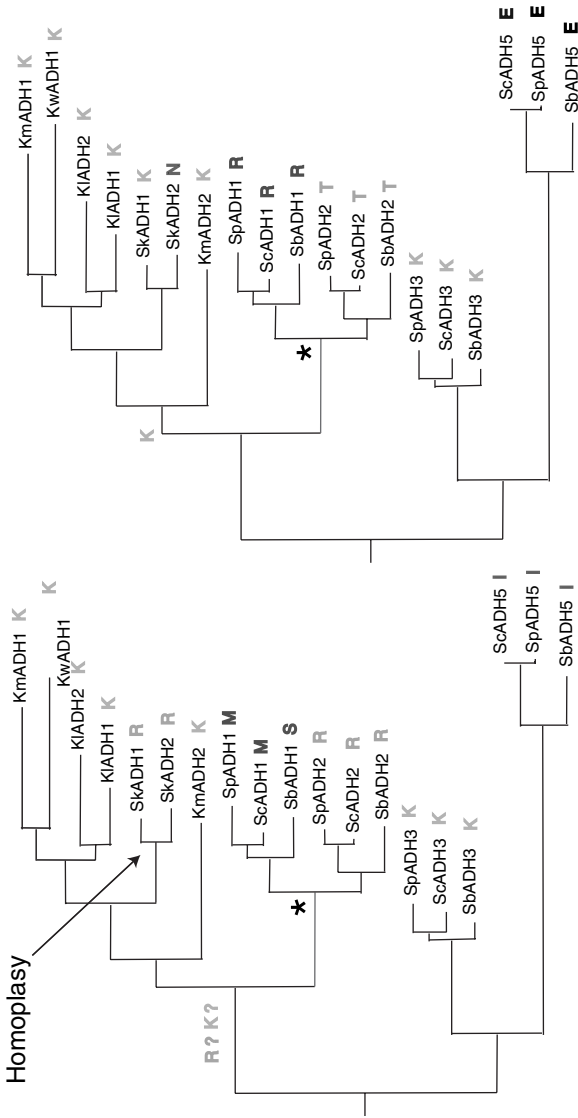 KmADH1 K
KwADH1 K
KlADH2 K
KlADH1 K
SkADH1 K
SkADH2 N
KmADH2 K
SpADH1 R
ScADH1 R
SbADH1 R
SpADH2 T
ScADH2 T
SbADH2 T
SpADH3 K
ScADH3 K
SbADH3 K
ScADH5 E
SpADH5 E
SbADH5 E
K
*
Homoplasy
KmADH1 K
KwADH1 K
KlADH2 K
KlADH1 K
SkADH1 R
SkADH2 R
KmADH2 K
SpADH1 M
ScADH1 M
SbADH1 S
SpADH2 R
ScADH2 R
SbADH2 R
SpADH3 K
ScADH3 K
SbADH3 K
ScADH5 I
SpADH5 I
SbADH5 I
R? K?
*